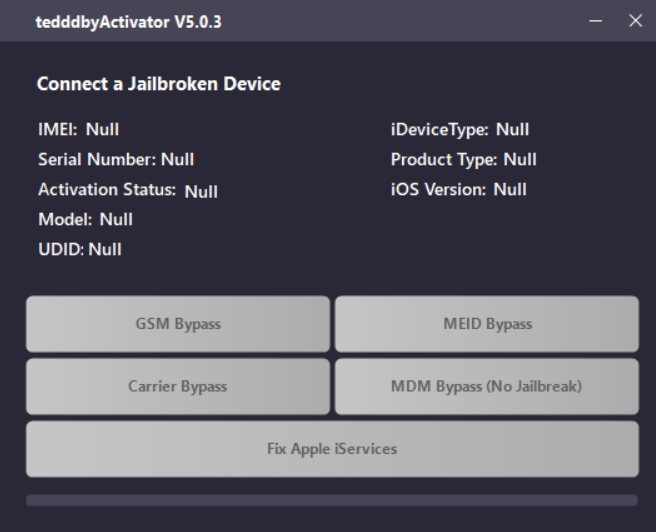 tedddbyActivator V5.0.3
Connect a Jailbroken Device
IMEI: Null
iDeviceType: Null
Serial Number: Null
Product Type: Null
Activation Status: Null
iOS Version: Null
Model: Null
UDID: Null
GSM Bypass
MEID Bypass
Carrier Bypass
MDM Bypass (No Jailbreak)
Fix Apple iServices